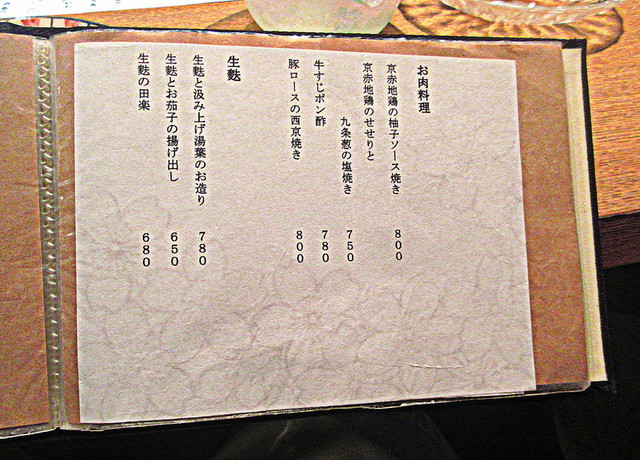 お肉料理
京赤地鶏の柚子ソース焼き 800
京赤地鶏のせせりと
九条葱の塩焼き 750
牛すじポン酢 780
豚ロースの西京焼き 800
生麩
生麩と汲み上げ湯葉のお造り 780
生麩とお茄子の揚げ出し 650
生麩の田楽 680